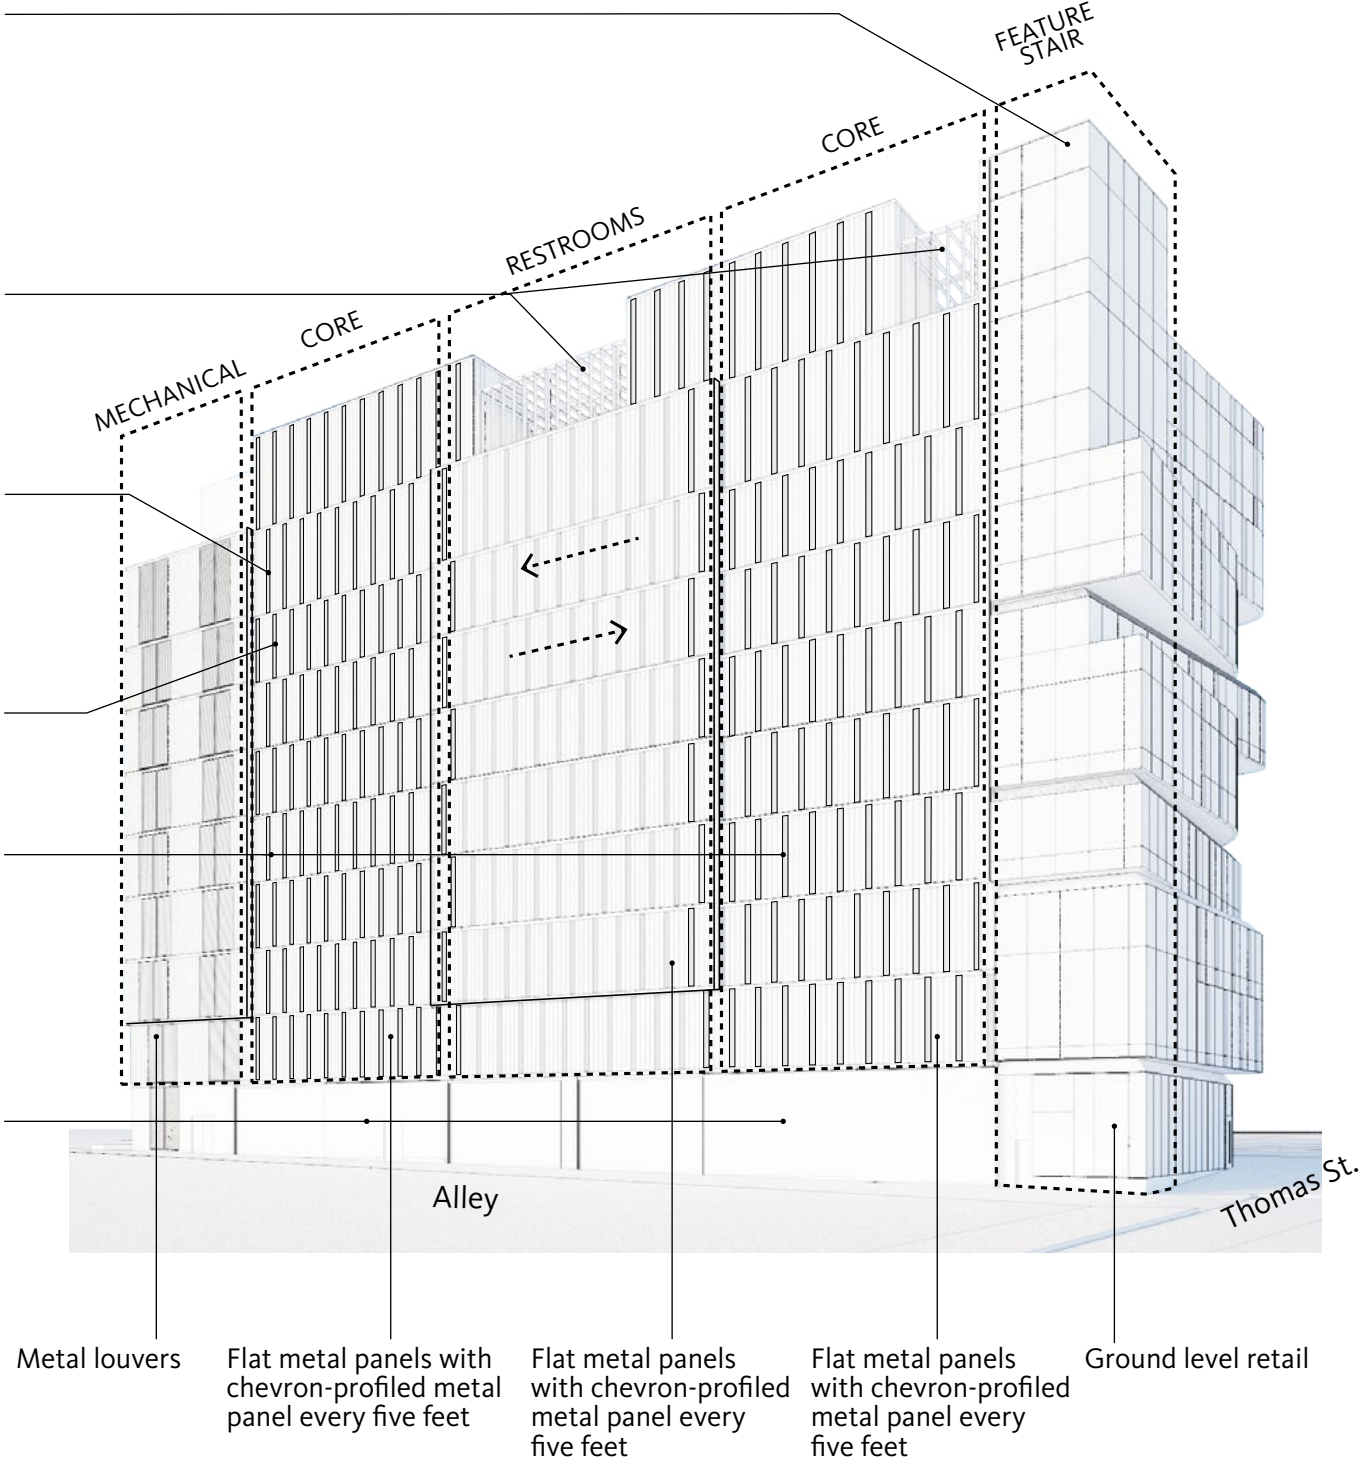 FEATURE
STAIR
CORE
RESTROOMS
CORE
MECHANICAL
Alley
Thomas St.
Metal louvers
Flat metal panels with
chevron-profiled metal
panel every five feet
Flat metal panels
with chevron-profiled
metal panel every
five feet
Flat metal panels
with chevron-profiled
metal panel every
five feet
Ground level retail